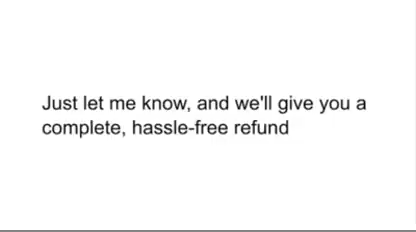 Just let me know, and we'll give you a
complete, hassle-free refund